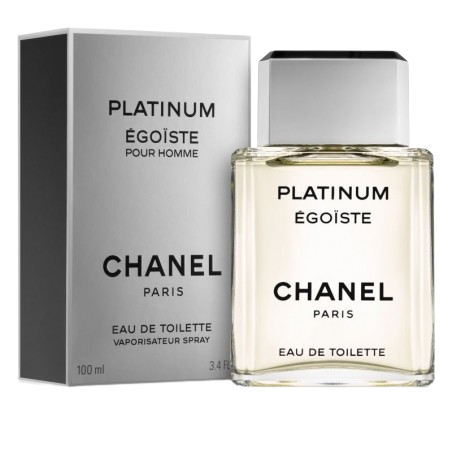 PLATINUM
ÉGOÏSTE
POUR HOMME
CHANEL
PARIS
EAU DE TOILETTE
VAPORISATEUR SPRAY
100 ml
3.4
PLATINUM
ÉGOÏSTE
CHANEL
PARIS
EAU DE TOILETTE